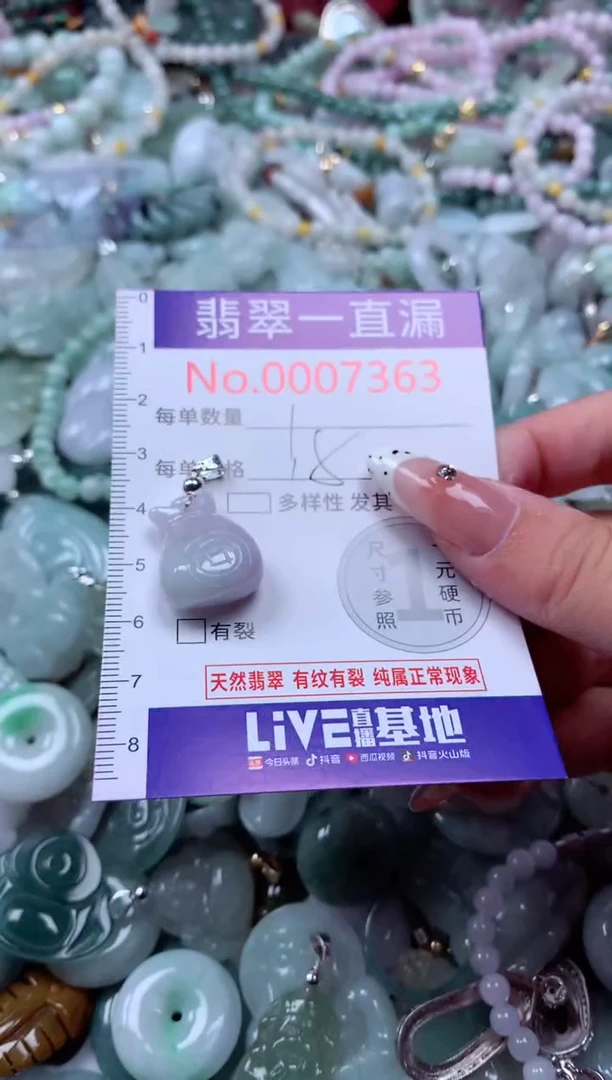 翡翠一直漏
No.0007363
每单数量 1
每单 格 18
多样性 发其
尺寸参照
1
元硬币
有裂
天然翡翠 有纹有裂 纯属正常现象
LiVE直播基地
今日头条 抖音 西瓜视频 抖音火山版
0
1
2
3
4
5
6
7
8